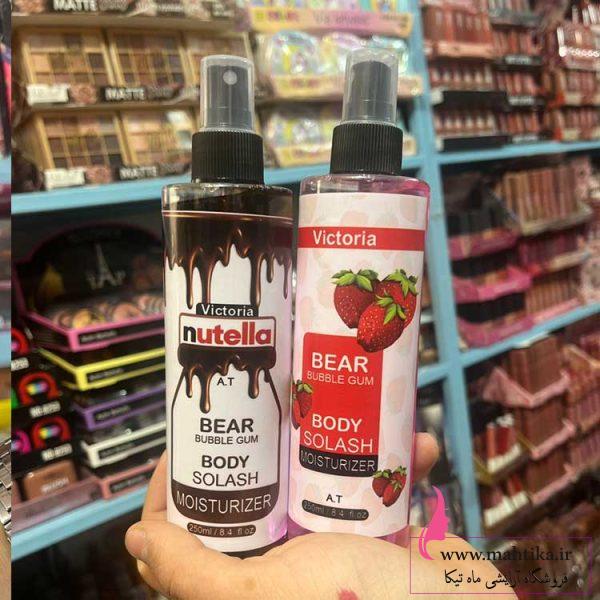 MATTE
MATTE
Victoria
nutella
A.T
BEAR
BUBBLE GUM
BODY
SOLASH
MOISTURIZER
250ml / 8.4 fl oz
Victoria
BEAR
BUBBLE GUM
BODY
SOLASH
MOISTURIZER
A.T
250ml / 8.4 fl oz
www.mahtika.ir
فروشگاه آرایشی ماه تیکا